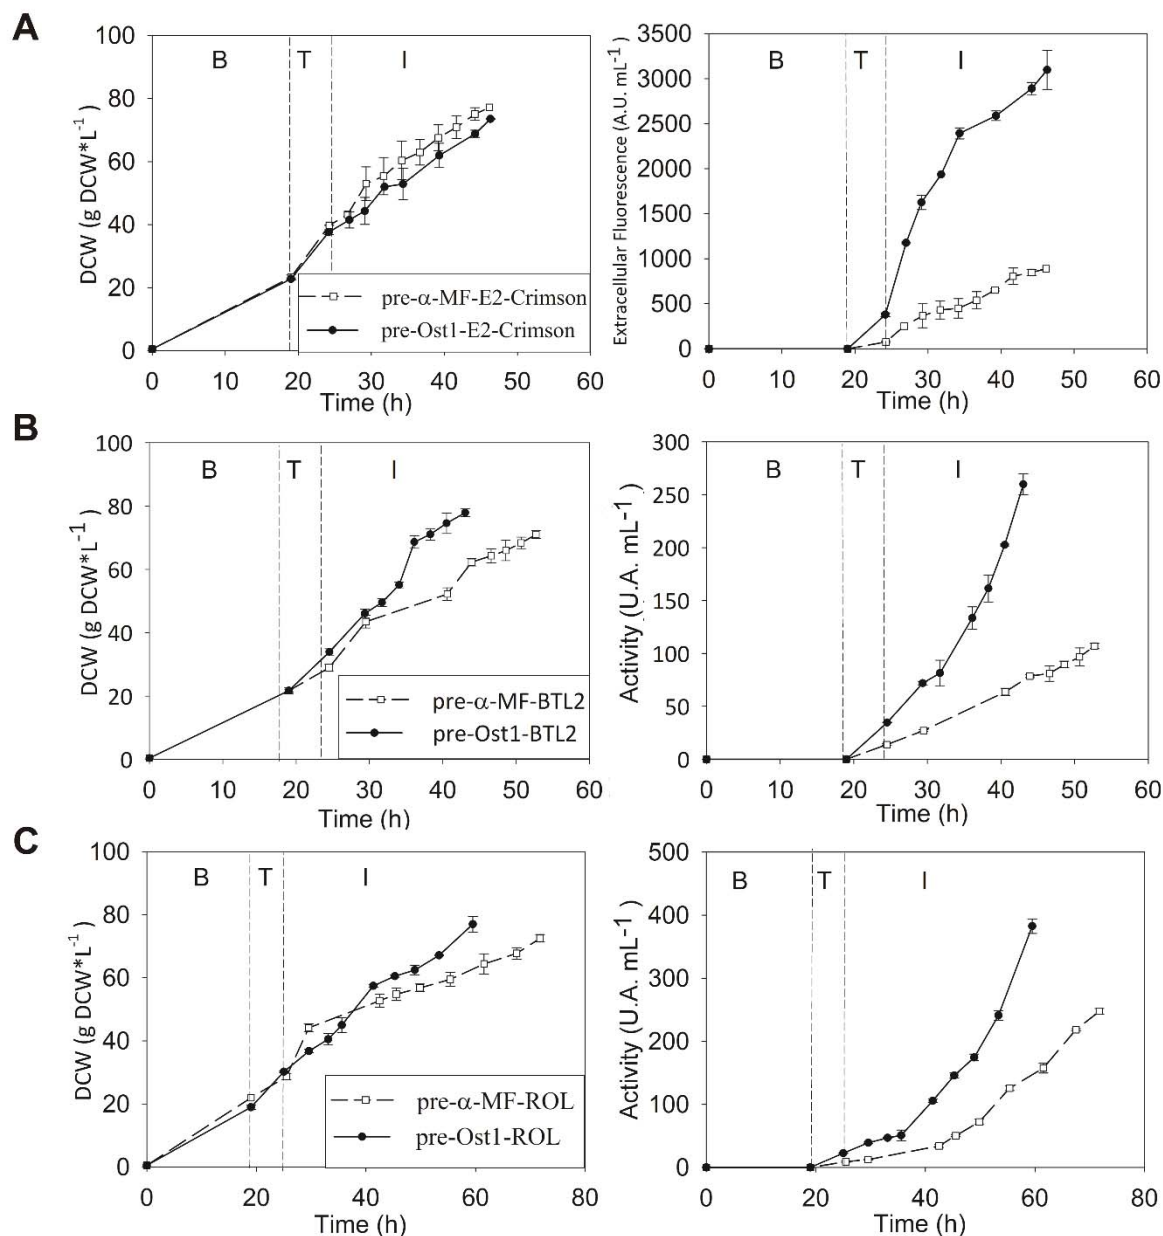 A
DCW (g DCW*L-1)
100
80
60
40
20
0
B T I
pre-α-MF-E2-Crimson
pre-Ost1-E2-Crimson
0 10 20 30 40 50 60
Time (h)
Extracellular Fluorescence (A.U. mL-1)
3500
3000
2500
2000
1500
1000
500
0
B T I
0 10 20 30 40 50 60
Time (h)
B
DCW (g DCW*L-1)
100
80
60
40
20
0
B T I
pre-α-MF-BTL2
pre-Ost1-BTL2
0 10 20 30 40 50 60
Time (h)
Activity (U.A. mL-1)
300
250
200
150
100
50
0
B T I
0 10 20 30 40 50 60
Time (h)
C
DCW (g DCW*L-1)
100
80
60
40
20
0
B T I
pre-α-MF-ROL
pre-Ost1-ROL
0 20 40 60 80
Time (h)
Activity (U.A. mL-1)
500
400
300
200
100
0
B T I
0 20 40 60 80
Time (h)